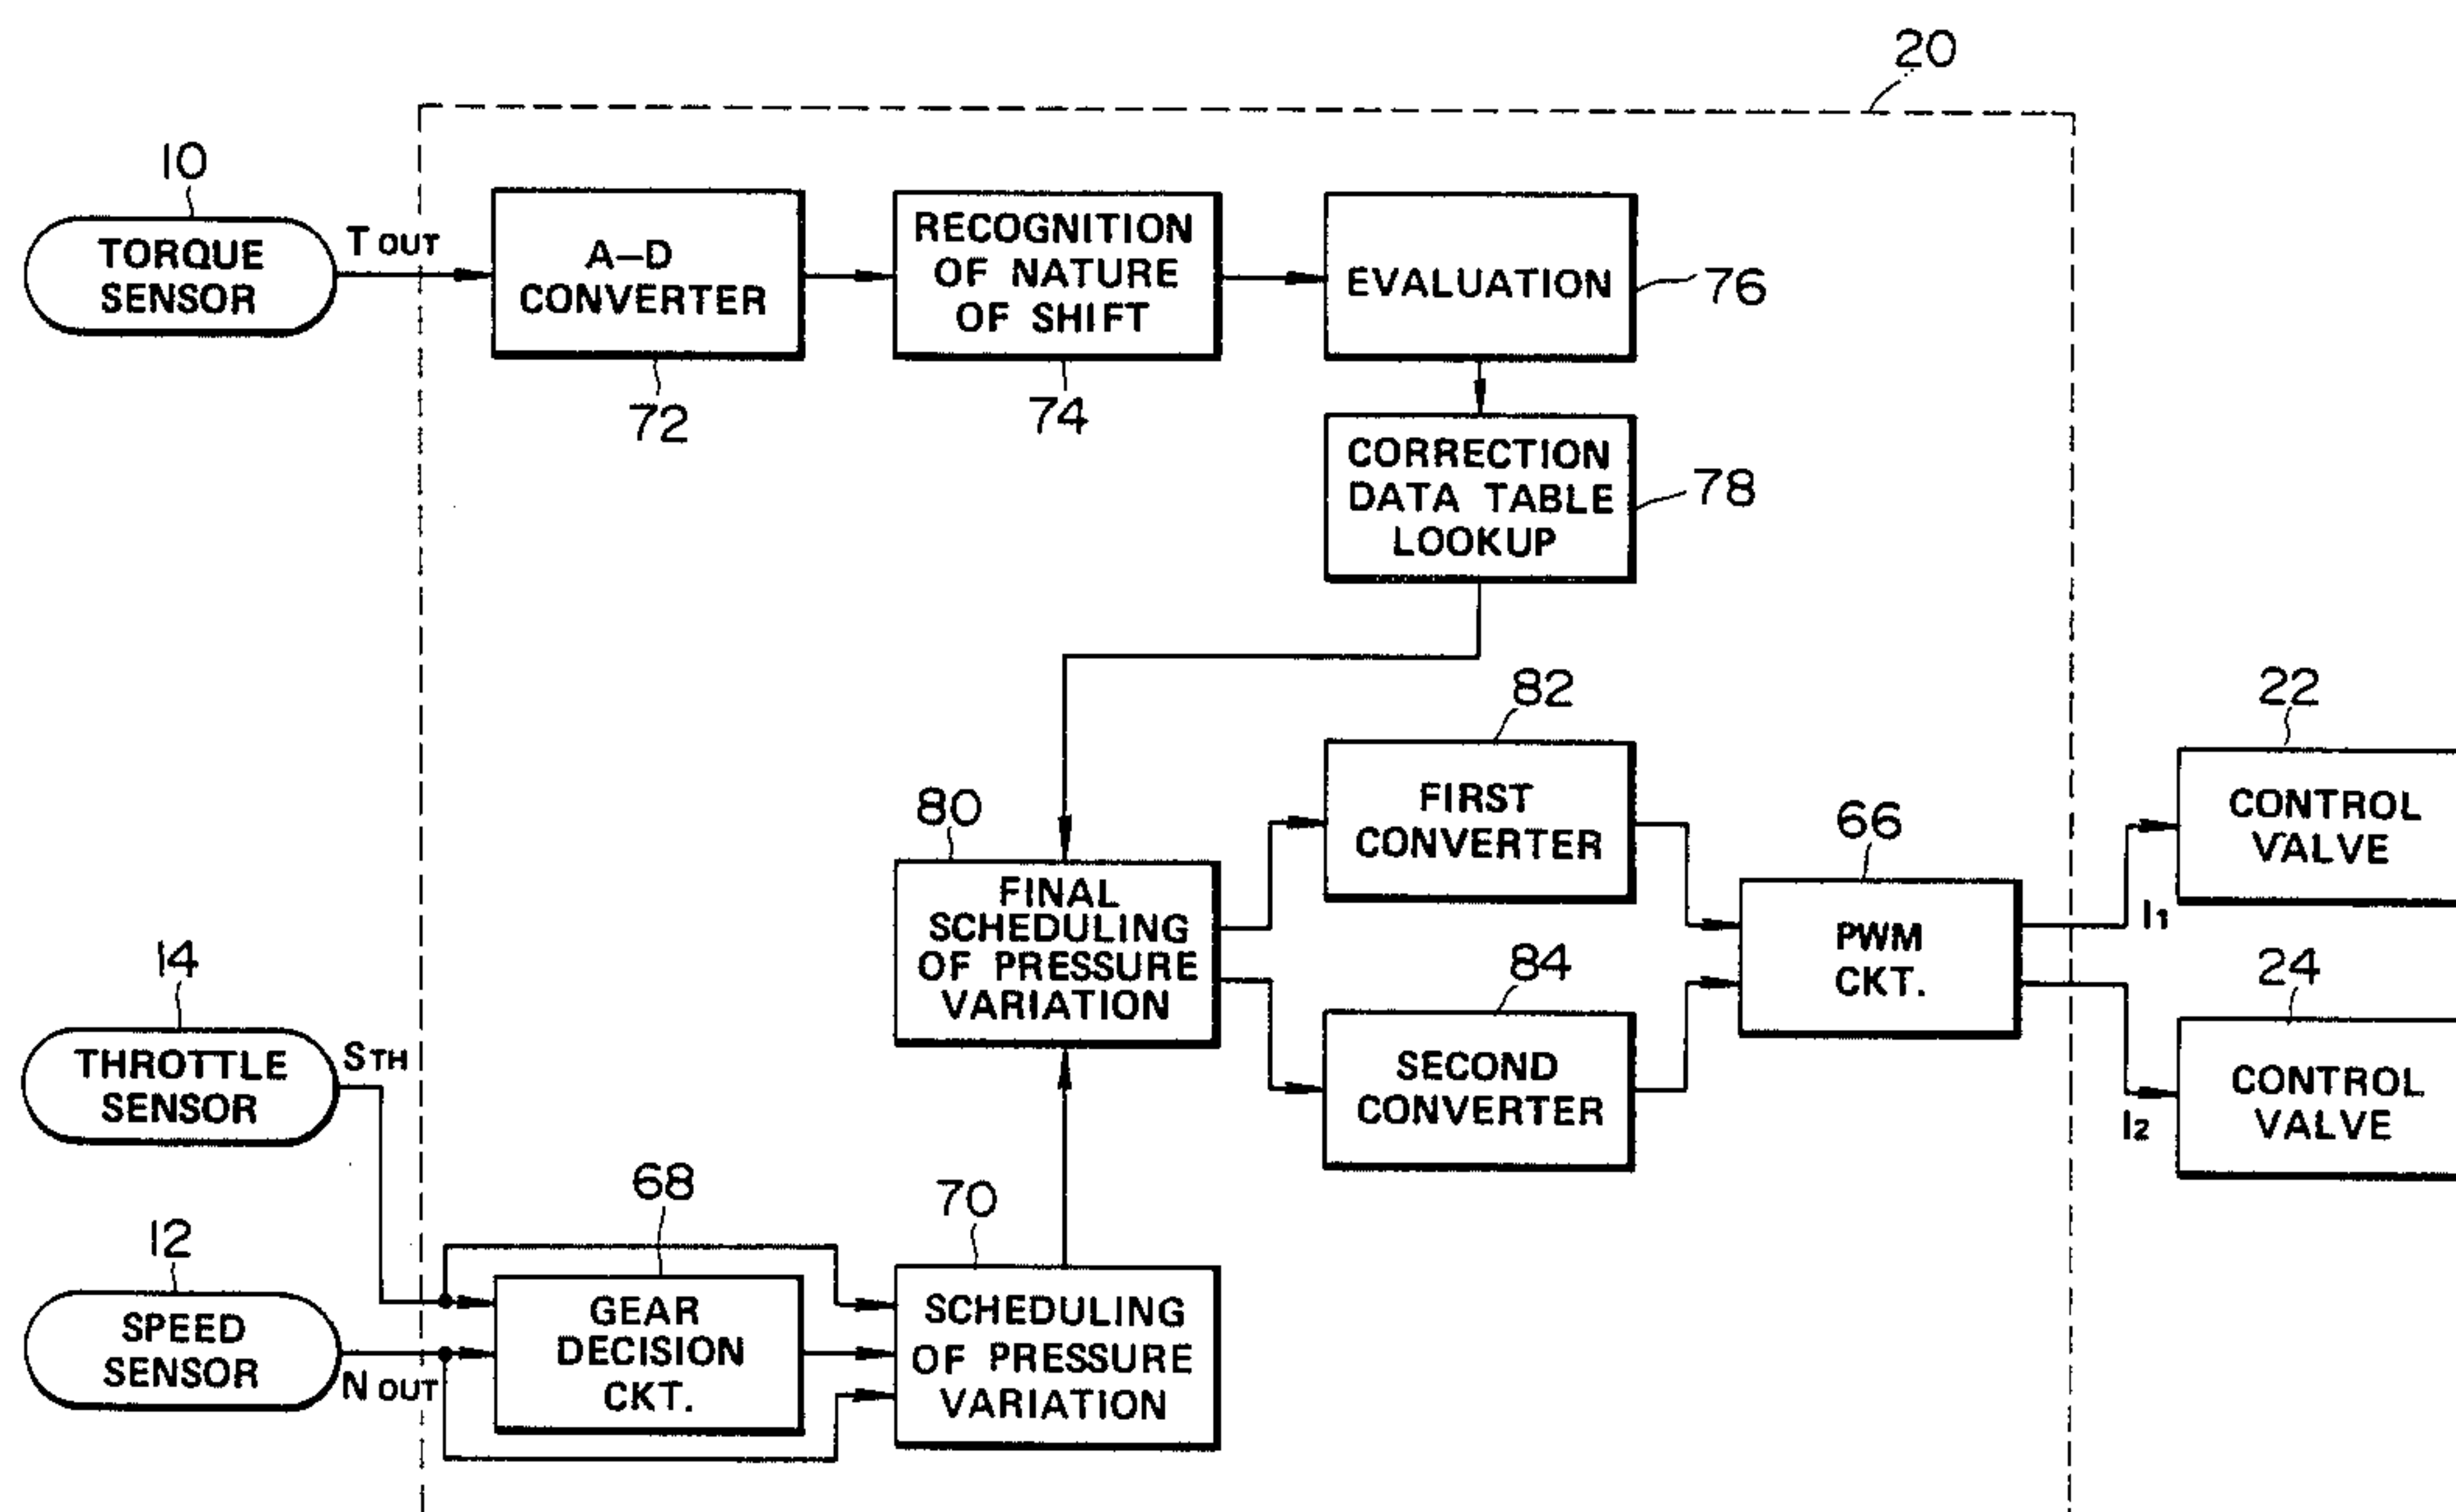 20
10
TORQUE
SENSOR
T OUT
A–D
CONVERTER
72
RECOGNITION
OF NATURE
OF SHIFT
74
EVALUATION
76
CORRECTION
DATA TABLE
LOOKUP
78
80
FINAL
SCHEDULING
OF PRESSURE
VARIATION
82
FIRST
CONVERTER
84
SECOND
CONVERTER
66
PWM
CKT.
I1
I2
22
CONTROL
VALVE
24
CONTROL
VALVE
14
THROTTLE
SENSOR
STH
12
SPEED
SENSOR
N OUT
68
GEAR
DECISION
CKT.
70
SCHEDULING
OF PRESSURE
VARIATION